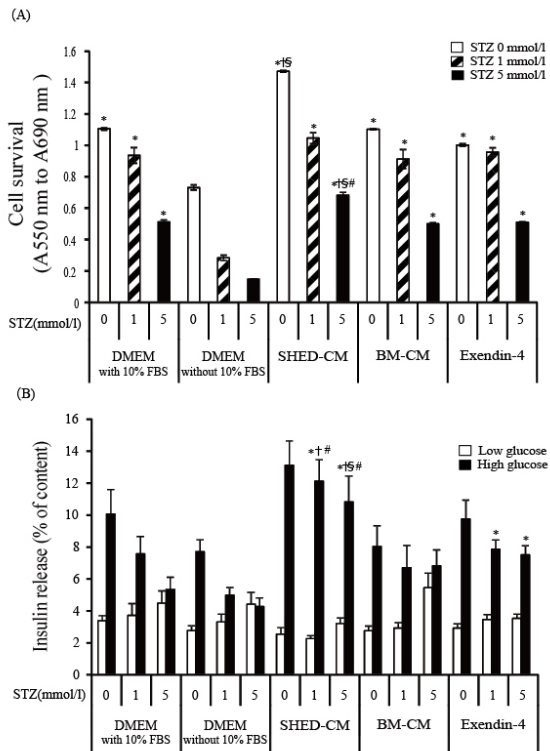 (A)
STZ 0 mmol/l
STZ 1 mmol/l
STZ 5 mmol/l
Cell survival
(A550 nm to A690 nm )
1.6
1.4
1.2
1
0.8
0.6
0.4
0.2
0
*
*
*
*†§
*
*†§#
*
*
*
*
*
*
STZ(mmol/l) 0 1 5 0 1 5 0 1 5 0 1 5 0 1 5
DMEM DMEM SHED-CM BM-CM Exendin-4
with 10% FBS without 10% FBS
(B)
Low glucose
High glucose
Insulin release (% of content)
16
14
12
10
8
6
4
2
0
*† #
*†§#
*
*
STZ(mmol/l) 0 1 5 0 1 5 0 1 5 0 1 5 0 1 5
DMEM DMEM SHED-CM BM-CM Exendin-4
with 10% FBS without 10% FBS